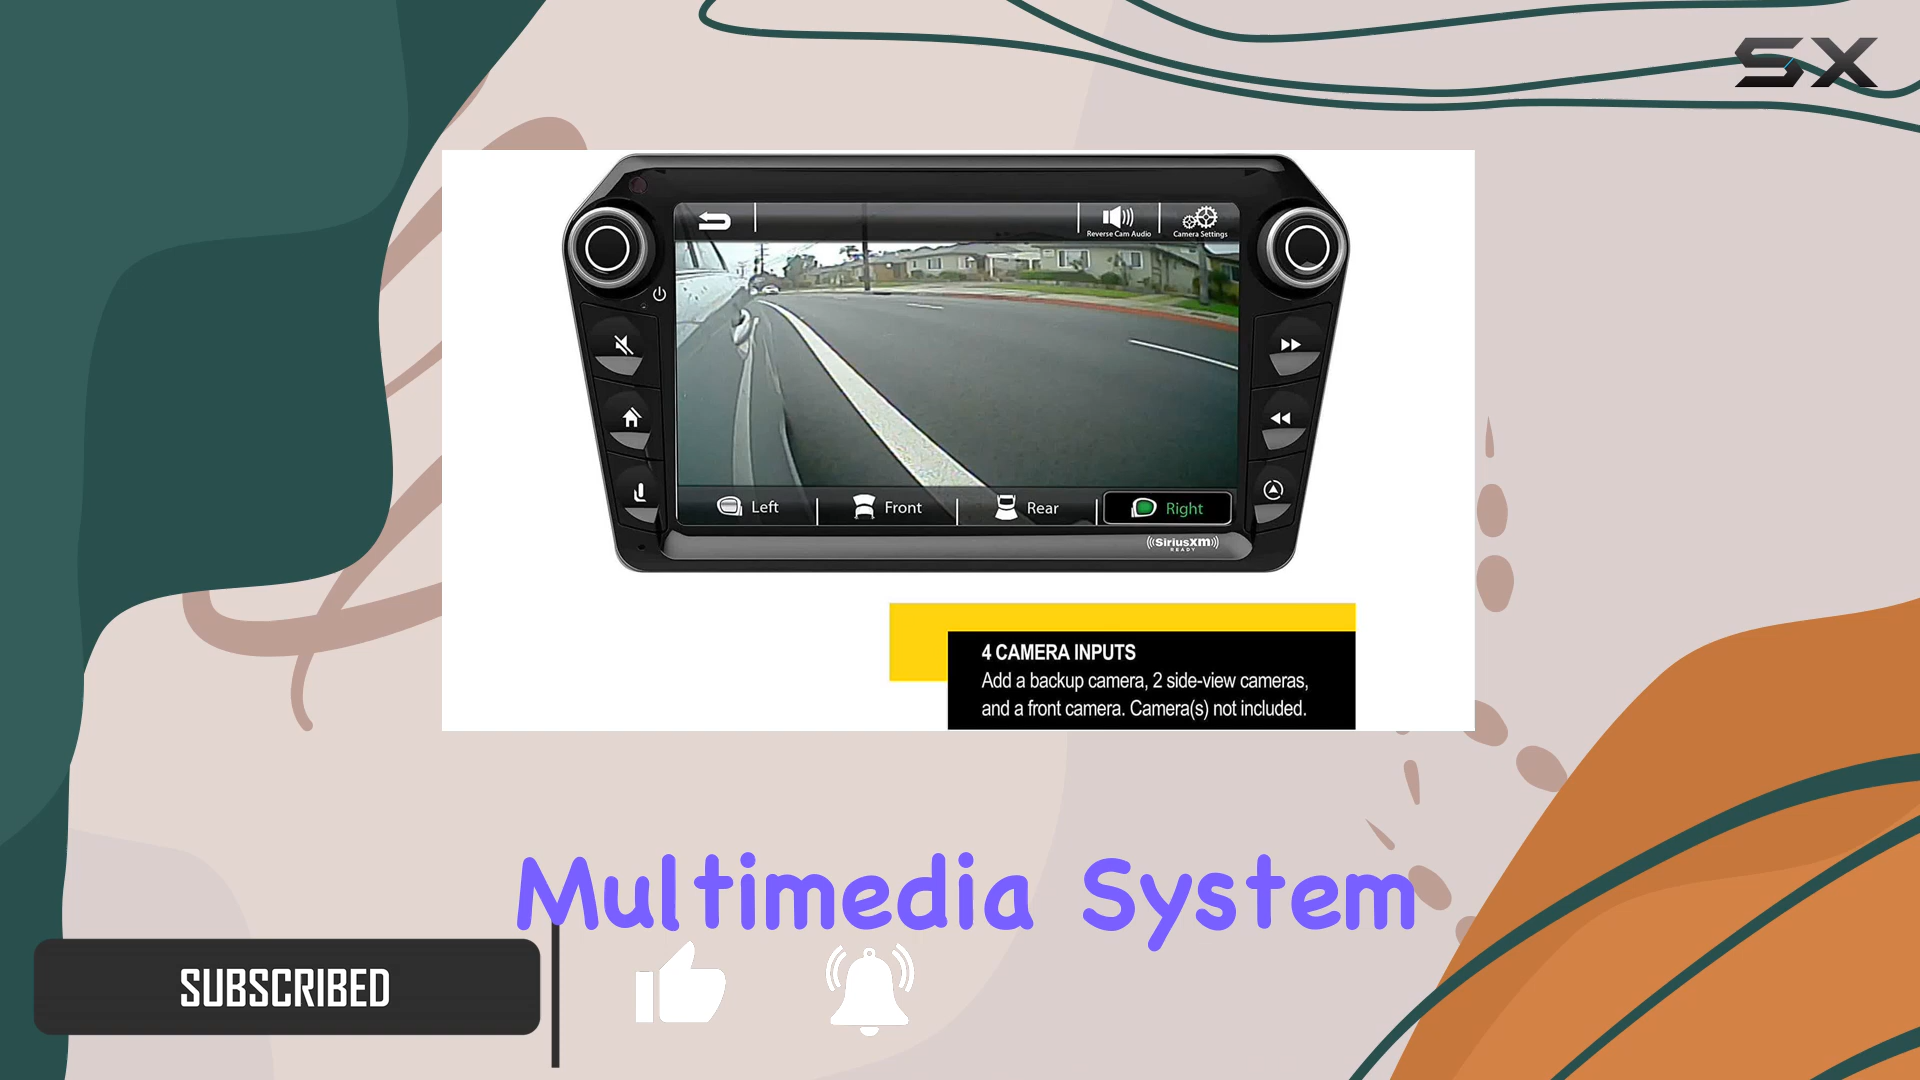 SX
Reverse Cam Audio
Camera Settings
Left
Front
Rear
Right
((SiriusXM))
READY
4 CAMERA INPUTS
Add a backup camera, 2 side-view cameras,
and a front camera. Camera(s) not included.
Multimedia System
SUBSCRIBED